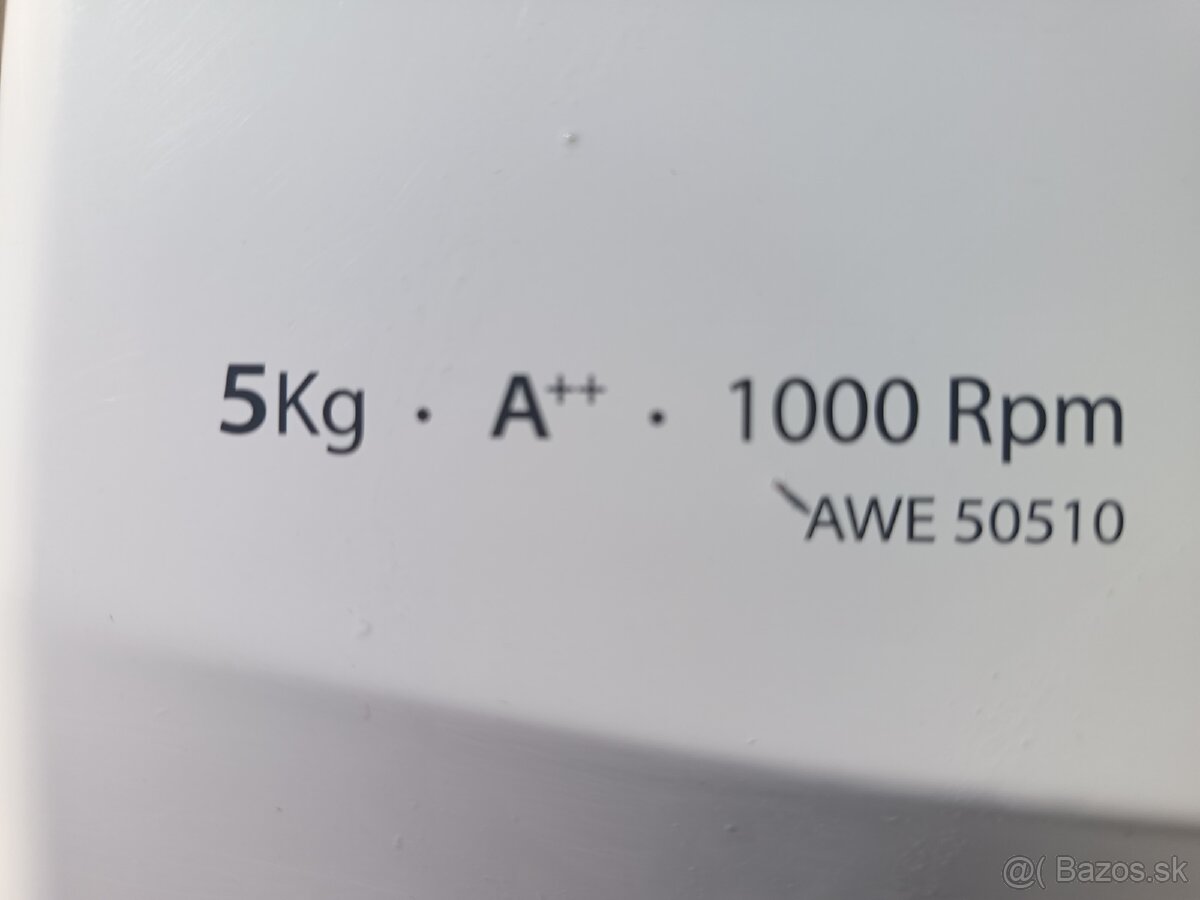 5Kg · A++ · 1000 Rpm
AWE 50510
@( Bazos.sk